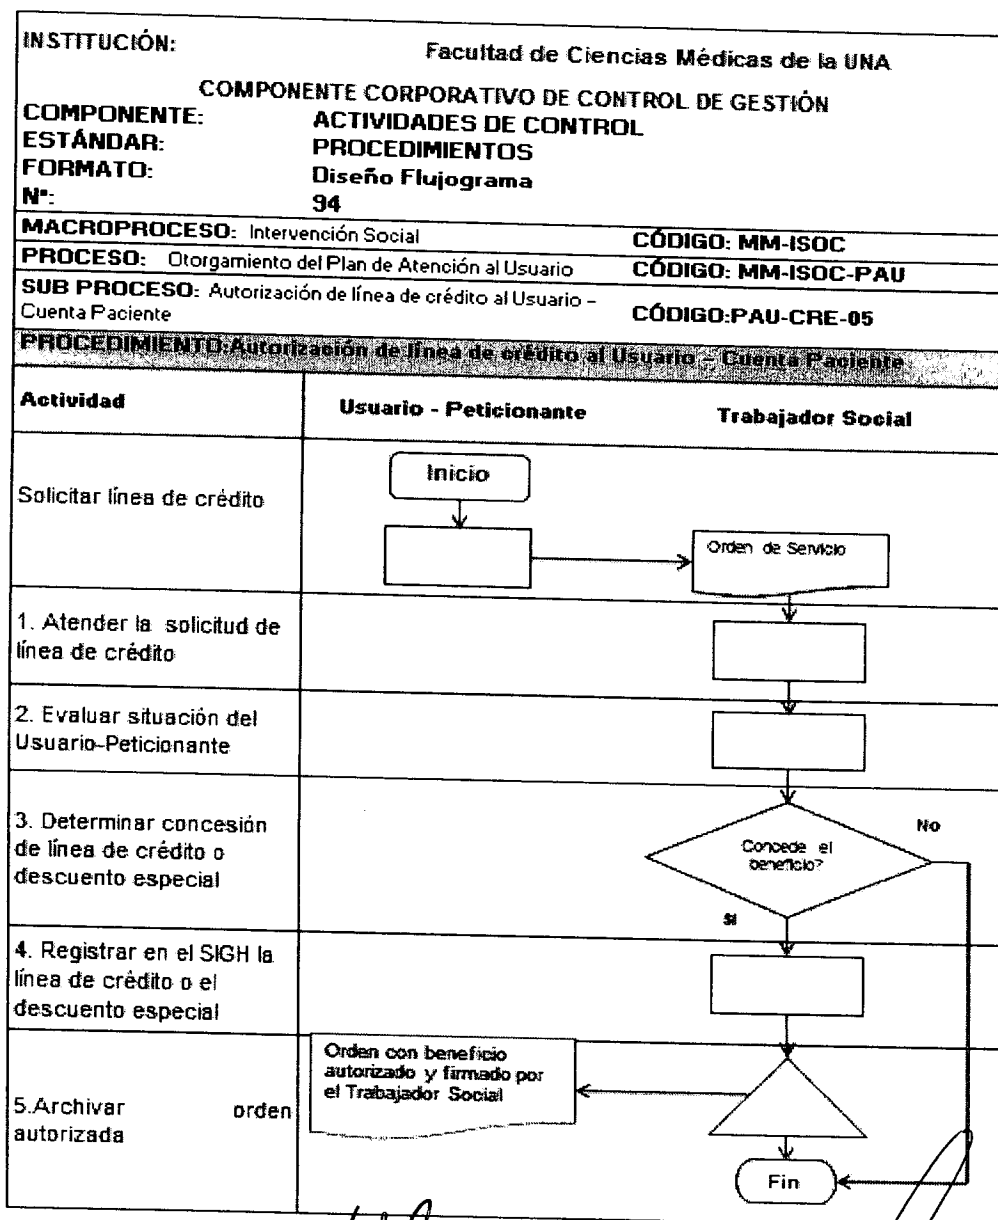 INSTITUCIÓN: Facultad de Ciencias Médicas de la UNA
COMPONENTE CORPORATIVO DE CONTROL DE GESTIÓN
COMPONENTE: ACTIVIDADES DE CONTROL
ESTÁNDAR: PROCEDIMIENTOS
FORMATO: Diseño Flujograma
N°: 94
MACROPROCESO: Intervención Social CÓDIGO: MM-ISOC
PROCESO: Otorgamiento del Plan de Atención al Usuario CÓDIGO: MM-ISOC-PAU
SUB PROCESO: Autorización de línea de crédito al Usuario –
Cuenta Paciente CÓDIGO:PAU-CRE-05
PROCEDIMIENTO:Autorización de línea de crédito al Usuario – Cuenta Paciente
Actividad Usuario - Peticionante Trabajador Social
Inicio
Solicitar línea de crédito
Orden de Servicio
1. Atender la solicitud de
línea de crédito
2. Evaluar situación del
Usuario-Peticionante
3. Determinar concesión
de línea de crédito o
descuento especial
Concede el
beneficio?
No
SI
4. Registrar en el SIGH la
línea de crédito o el
descuento especial
Orden con beneficio
autorizado y firmado por
el Trabajador Social
5.Archivar orden
autorizada
Fin